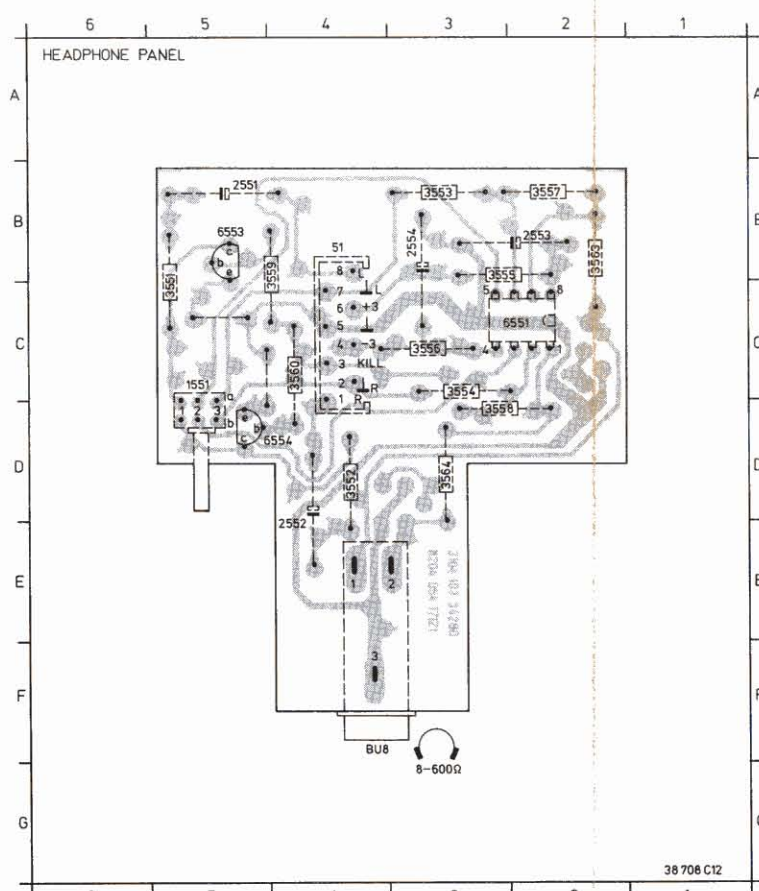 6 5 4 3 2 1
HEADPHONE PANEL
A A
2551 3553 3557
B B
6553 51 2554 2553
c
b
e
3551 3559 8 L 3555 3563
7 L 5 8
6 +3
5 6551
C C
4 -3 3556 4 1
3 KILL
3560 2 R 3554
1551 a 1 R 3558
1 2 3 b
e
b
c
6554
D D
3552 3564
2552
E E
1 2
3
F F
BU8
8-600Ω
G G
38 708 C12